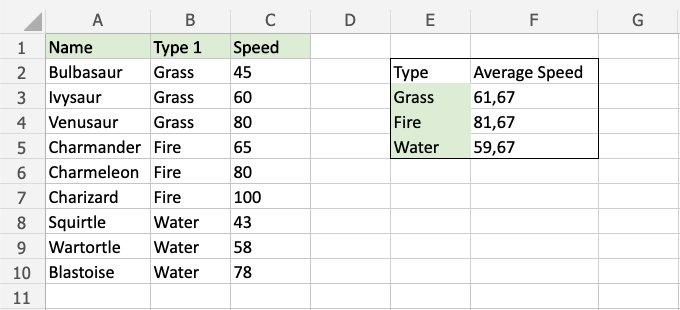 A B C D E F G
1 Name Type 1 Speed
2 Bulbasaur Grass 45 Type Average Speed
3 Ivysaur Grass 60 Grass 61,67
4 Venusaur Grass 80 Fire 81,67
5 Charmander Fire 65 Water 59,67
6 Charmeleon Fire 80
7 Charizard Fire 100
8 Squirtle Water 43
9 Wartortle Water 58
10 Blastoise Water 78
11